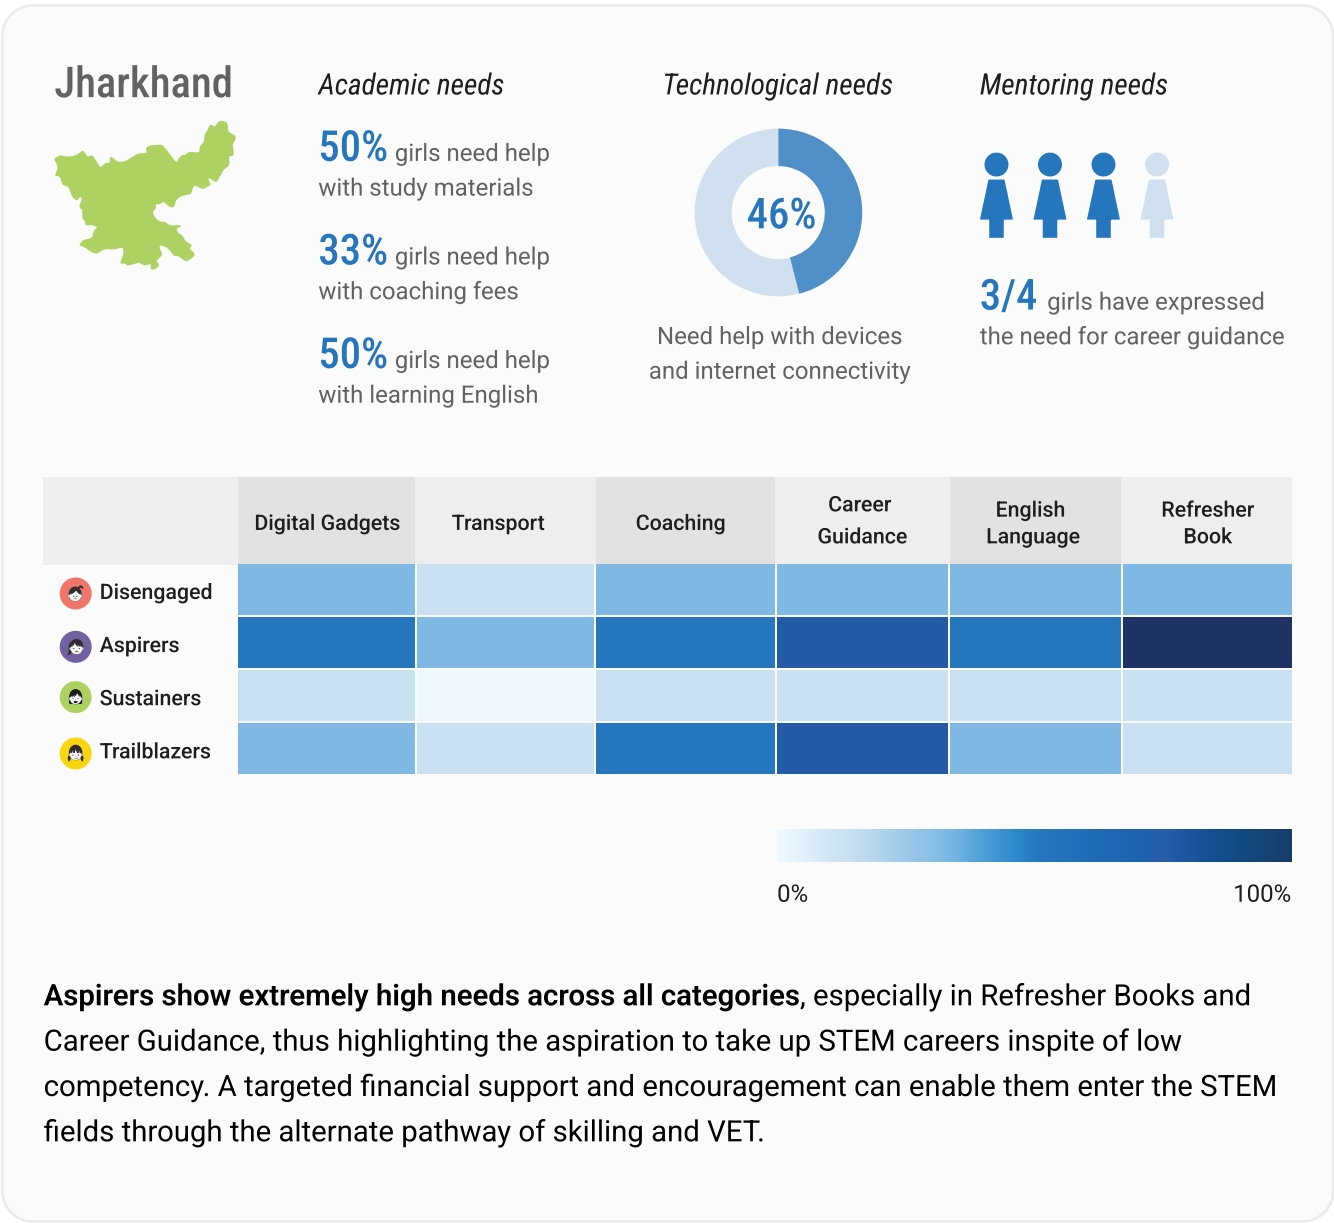 Jharkhand
Academic needs
50% girls need help
with study materials
33% girls need help
with coaching fees
50% girls need help
with learning English
Technological needs
46%
Need help with devices
and internet connectivity
Mentoring needs
3/4 girls have expressed
the need for career guidance
Digital Gadgets
Transport
Coaching
Career
Guidance
English
Language
Refresher
Book
Disengaged
Aspirers
Sustainers
Trailblazers
0%
100%
Aspirers show extremely high needs across all categories, especially in Refresher Books and
Career Guidance, thus highlighting the aspiration to take up STEM careers inspite of low
competency. A targeted financial support and encouragement can enable them enter the STEM
fields through the alternate pathway of skilling and VET.